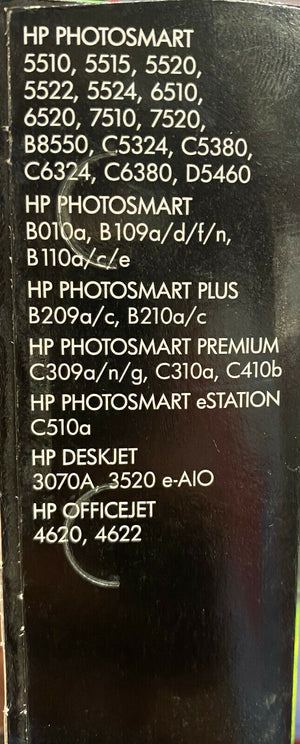 HP PHOTOSMART
5510, 5515, 5520,
5522, 5524, 6510,
6520, 7510, 7520,
B8550, C5324, C5380,
C6324, C6380, D5460
HP PHOTOSMART
B010a, B109a/d/f/n,
B110a/c/e
HP PHOTOSMART PLUS
B209a/c, B210a/c
HP PHOTOSMART PREMIUM
C309a/n/g, C310a, C410b
HP PHOTOSMART eSTATION
C510a
HP DESKJET
3070A, 3520 e-AIO
HP OFFICEJET
4620, 4622